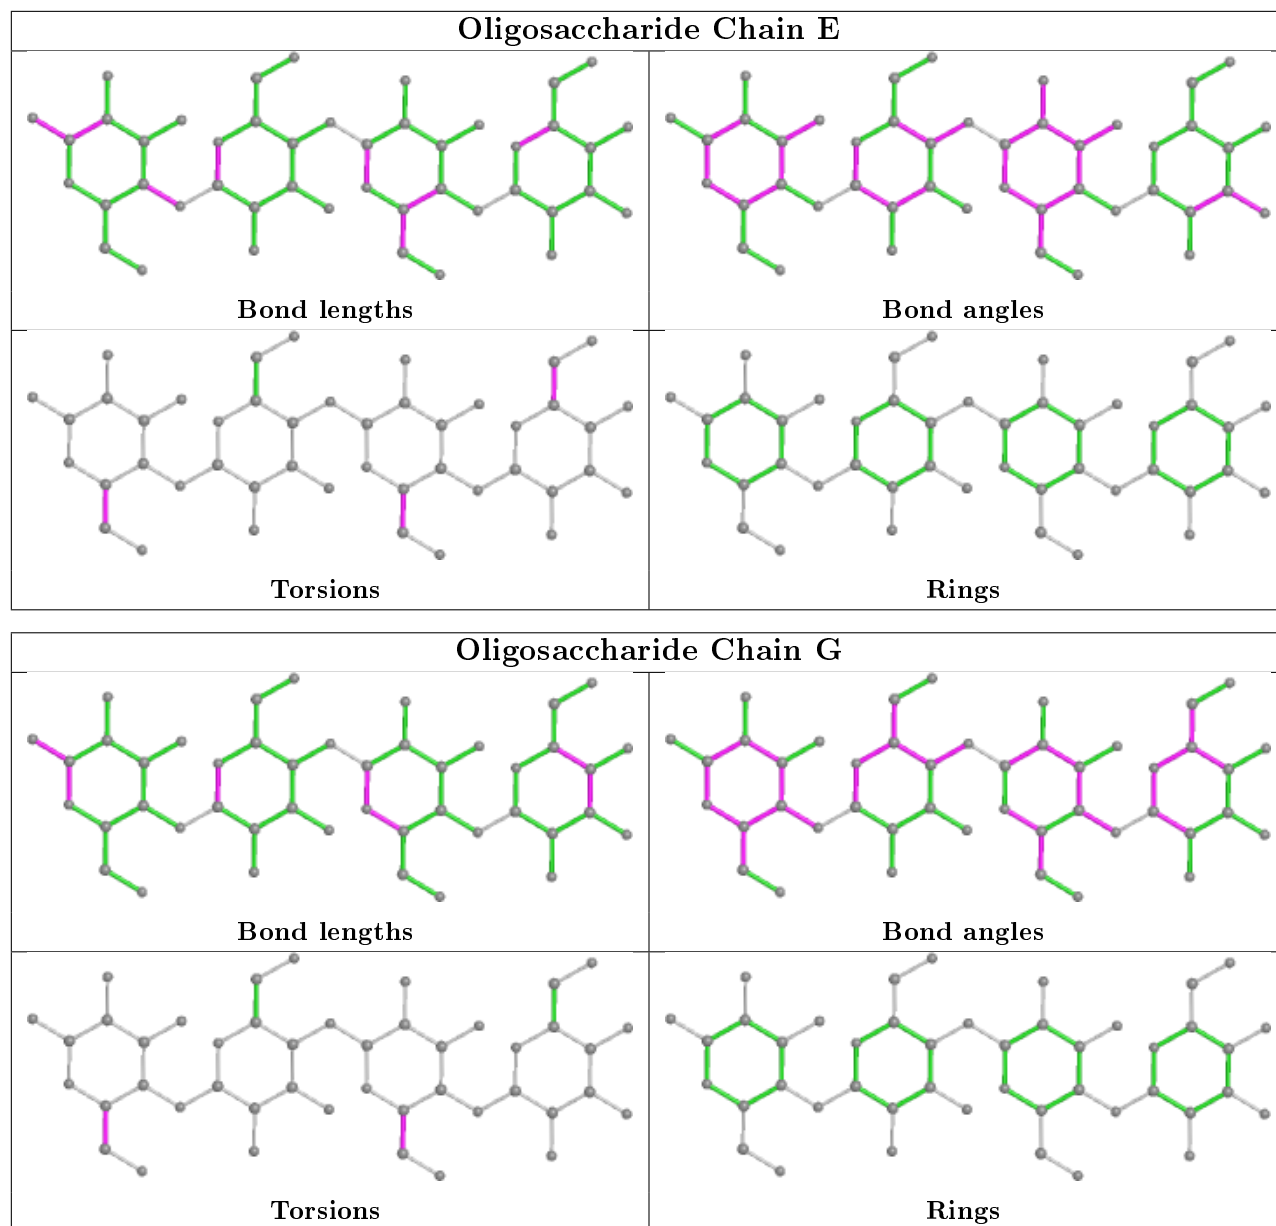 Oligosaccharide Chain E
Bond lengths
Bond angles
Torsions
Rings
Oligosaccharide Chain G
Bond lengths
Bond angles
Torsions
Rings